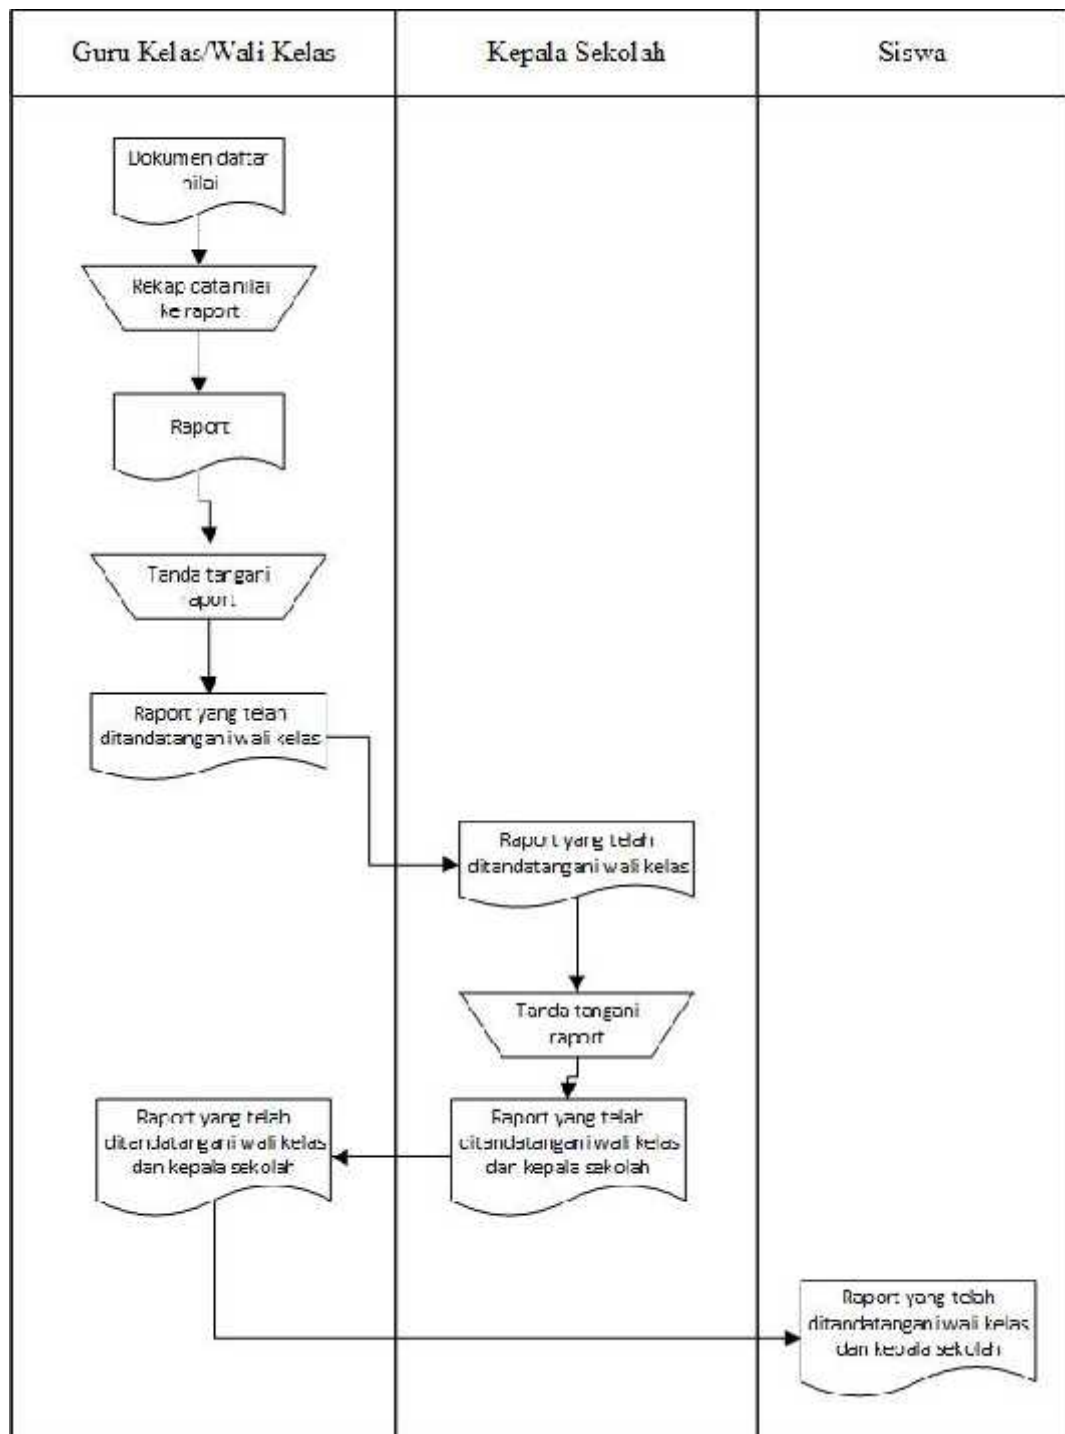 Guru Kelas/Wali Kelas
Kepala Sekolah
Siswa
Dokumen daftar
nilai
Rekap data nilai
ke raport
Raport
Tanda tangani
raport
Raport yang telah
ditandatangani wali kelas
Raport yang telah
ditandatangani wali kelas
Tanda tangani
raport
Raport yang telah
ditandatangani wali kelas
dan kepala sekolah
Raport yang telah
ditandatangani wali kelas
dan kepala sekolah
Raport yang telah
ditandatangani wali kelas
dan kepala sekolah